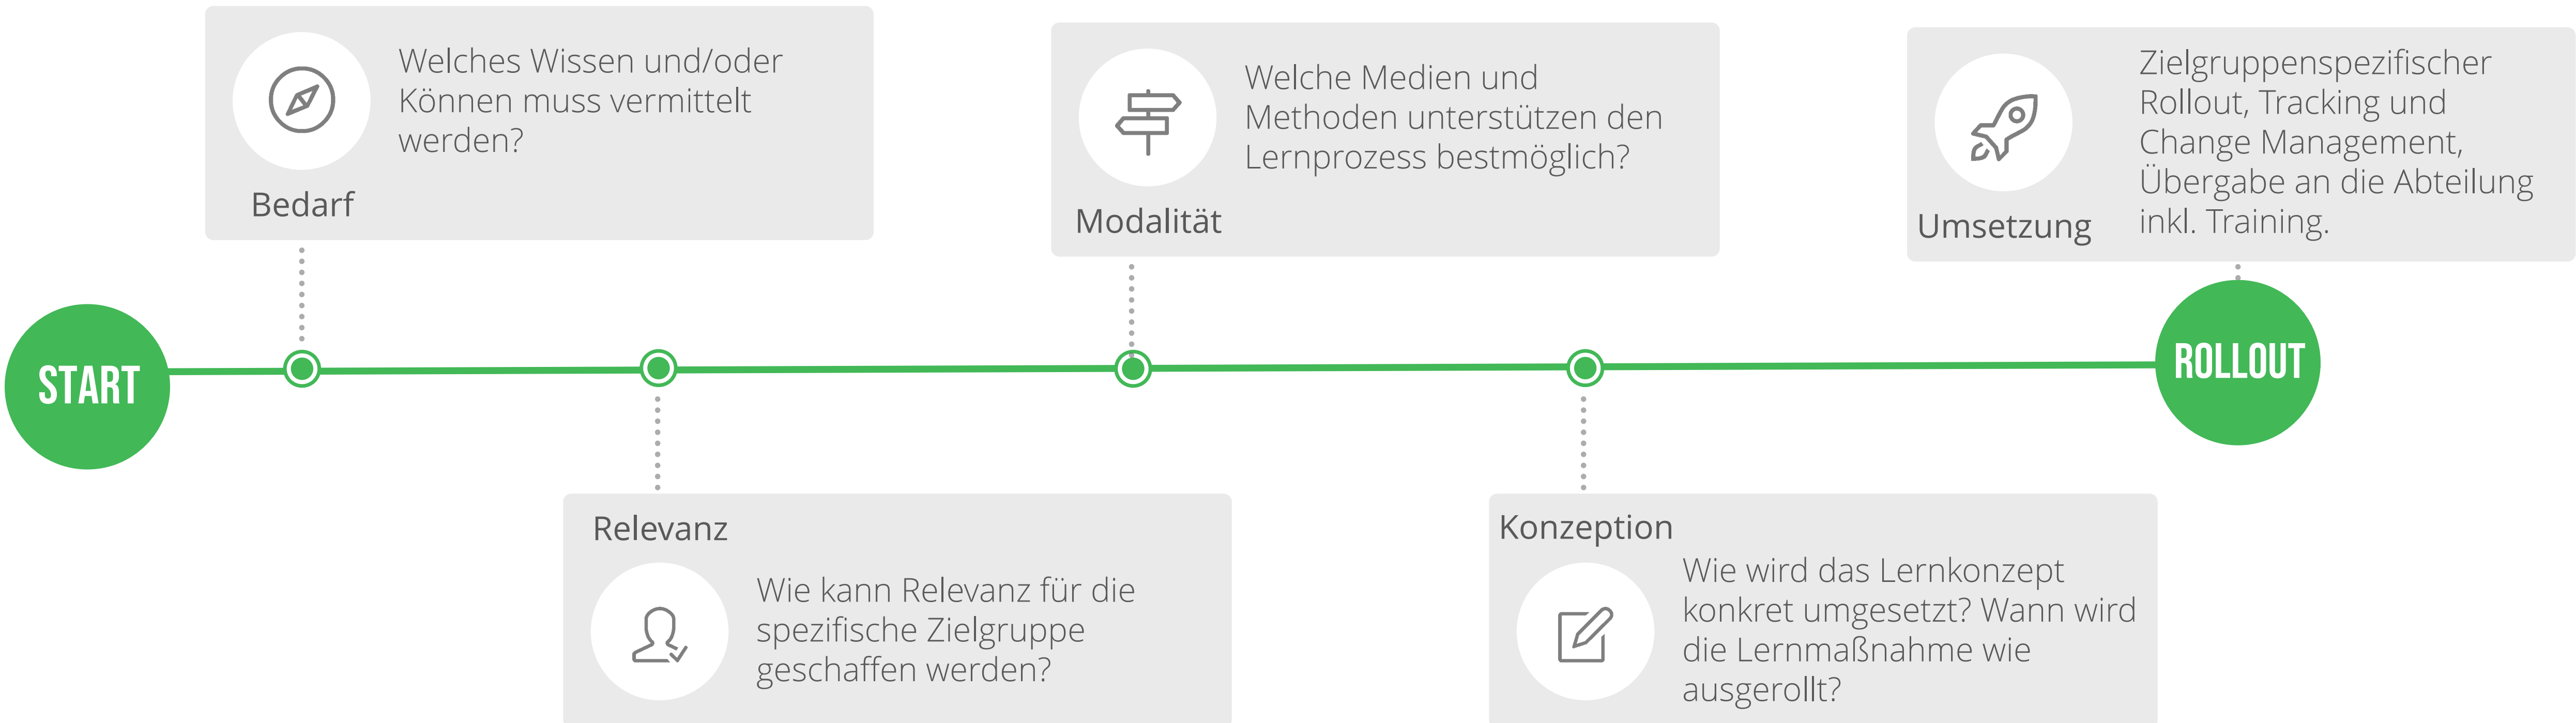 START
Bedarf
Welches Wissen und/oder
Können muss vermittelt
werden?
Relevanz
Wie kann Relevanz für die
spezifische Zielgruppe
geschaffen werden?
Modalität
Welche Medien und
Methoden unterstützen den
Lernprozess bestmöglich?
Konzeption
Wie wird das Lernkonzept
konkret umgesetzt? Wann wird
die Lernmaßnahme wie
ausgerollt?
Umsetzung
Zielgruppenspezifischer
Rollout, Tracking und
Change Management,
Übergabe an die Abteilung
inkl. Training.
ROLLOUT